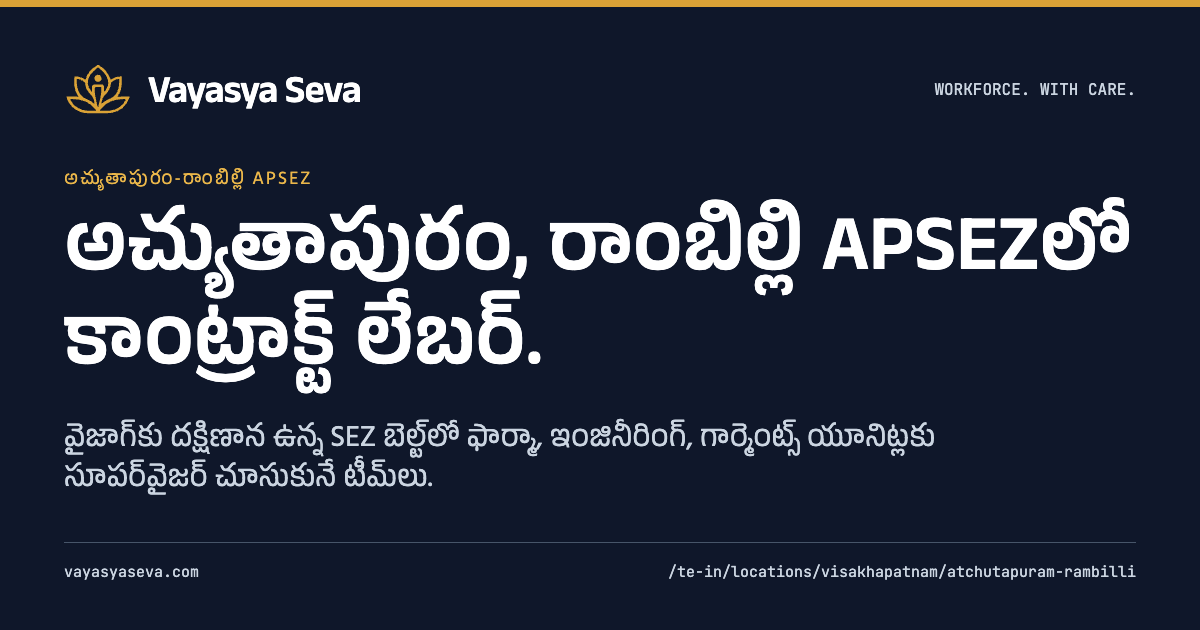 Vayasya Seva
WORKFORCE. WITH CARE.
అచ్యుతాపురం-రాంబిల్లి APSEZ
అచ్యుతాపురం, రాంబిల్లి APSEZలో
కాంట్రాక్ట్ లేబర్.
వైజాగ్‌కు దక్షిణాన ఉన్న SEZ బెల్ట్‌లో ఫార్మా, ఇంజినీరింగ్, గార్మెంట్స్ యూనిట్లకు
సూపర్‌వైజర్ చూసుకునే టీమ్‌లు.
vayasyaseva.com
/te-in/locations/visakhapatnam/atchutapuram-rambilli